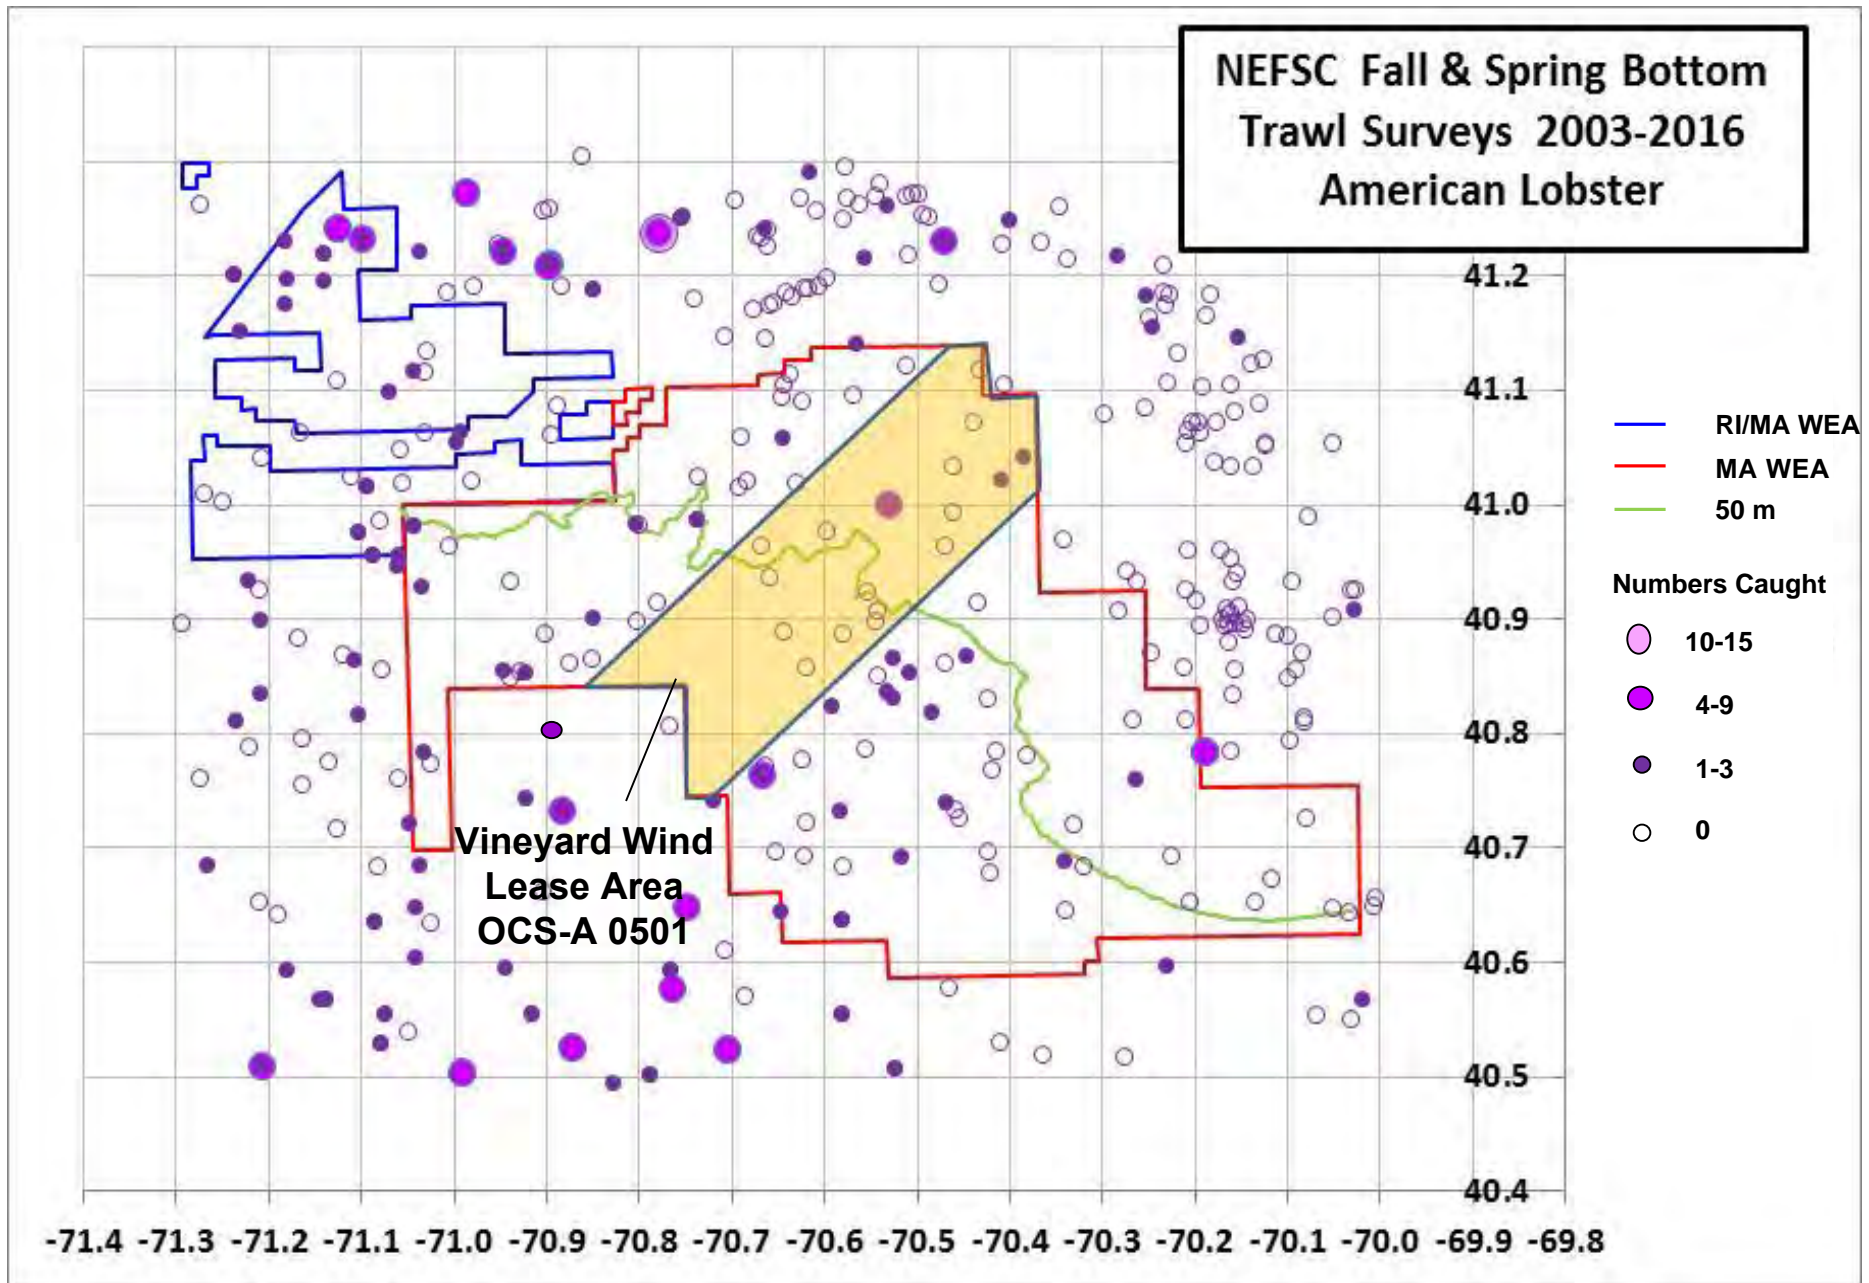 NEFSC Fall & Spring Bottom
Trawl Surveys 2003-2016
American Lobster
41.2
41.1
41.0
40.9
40.8
40.7
40.6
40.5
40.4
RI/MA WEA
MA WEA
50 m
Numbers Caught
10-15
4-9
1-3
0
Vineyard Wind
Lease Area
OCS-A 0501
-71.4 -71.3 -71.2 -71.1 -71.0 -70.9 -70.8 -70.7 -70.6 -70.5 -70.4 -70.3 -70.2 -70.1 -70.0 -69.9 -69.8